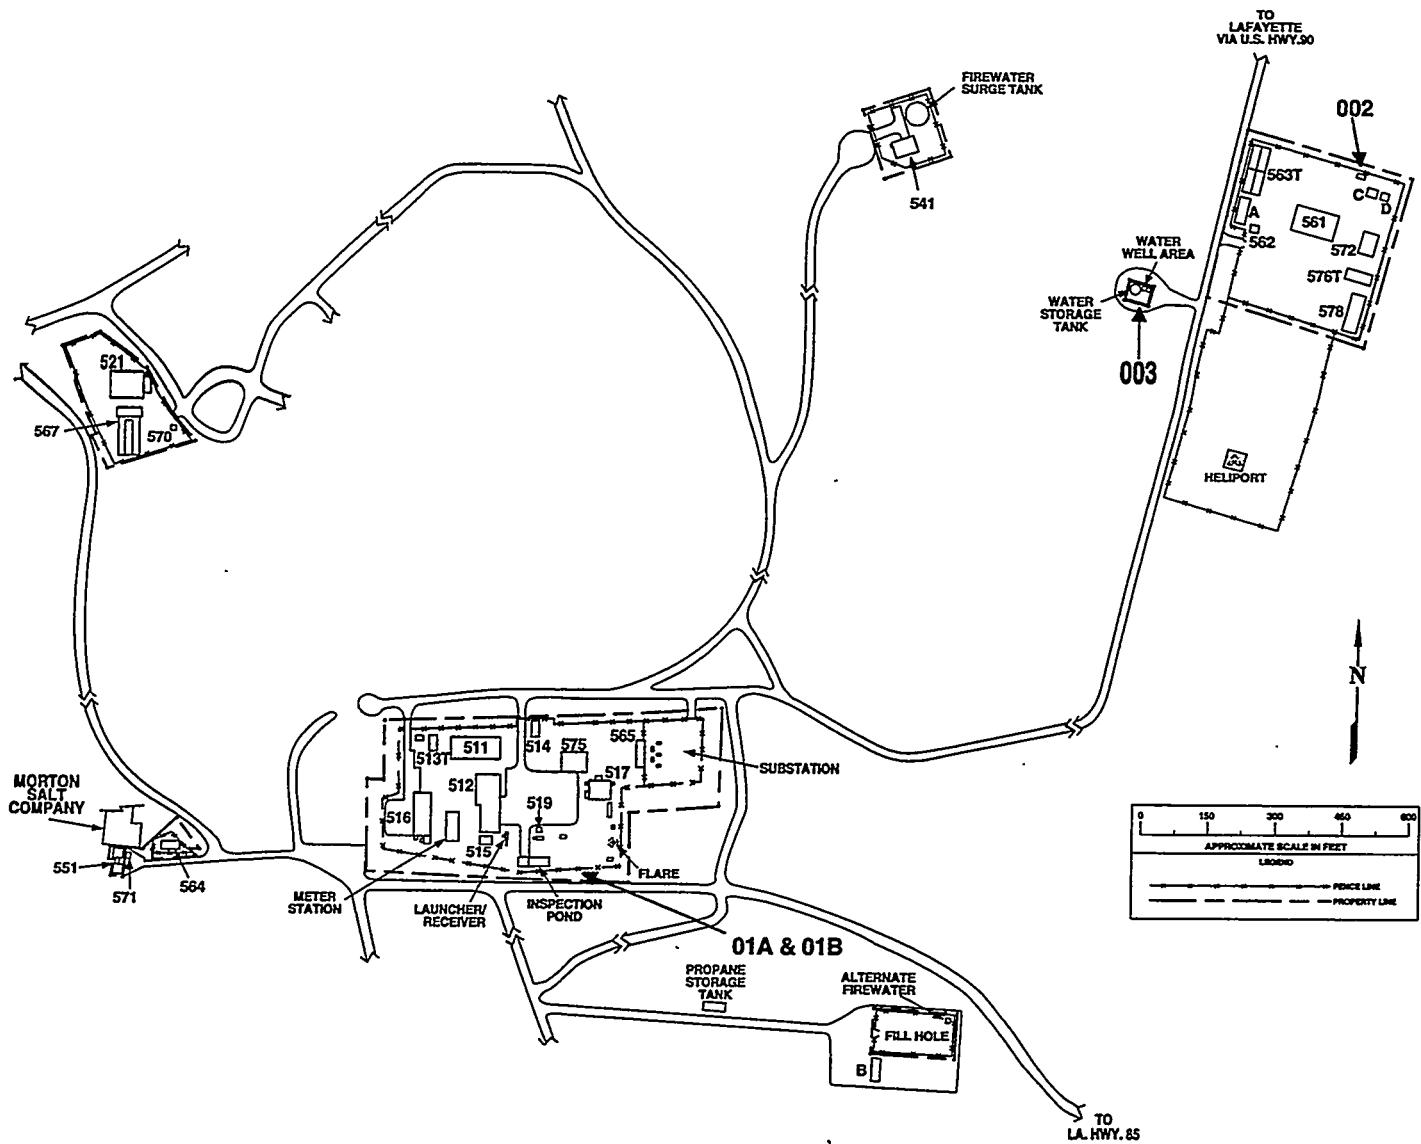 TO
LAFAYETTE
VIA U.S. HWY.90
FIREWATER
SURGE TANK
541
002
563T
C
D
A
561
562
572
576T
578
WATER
WELL AREA
WATER
STORAGE
TANK
003
HELIPORT
521
567
570
N
MORTON
SALT
COMPANY
551
571
564
513T
511
514
575
565
517
SUBSTATION
512
516
519
515
METER
STATION
LAUNCHER/
RECEIVER
INSPECTION
POND
FLARE
01A & 01B
PROPANE
STORAGE
TANK
ALTERNATE
FIREWATER
FILL HOLE
B
TO
LA. HWY. 85
0 150 300 450 600
APPROXIMATE SCALE IN FEET
LEGEND
FENCE LINE
PROPERTY LINE